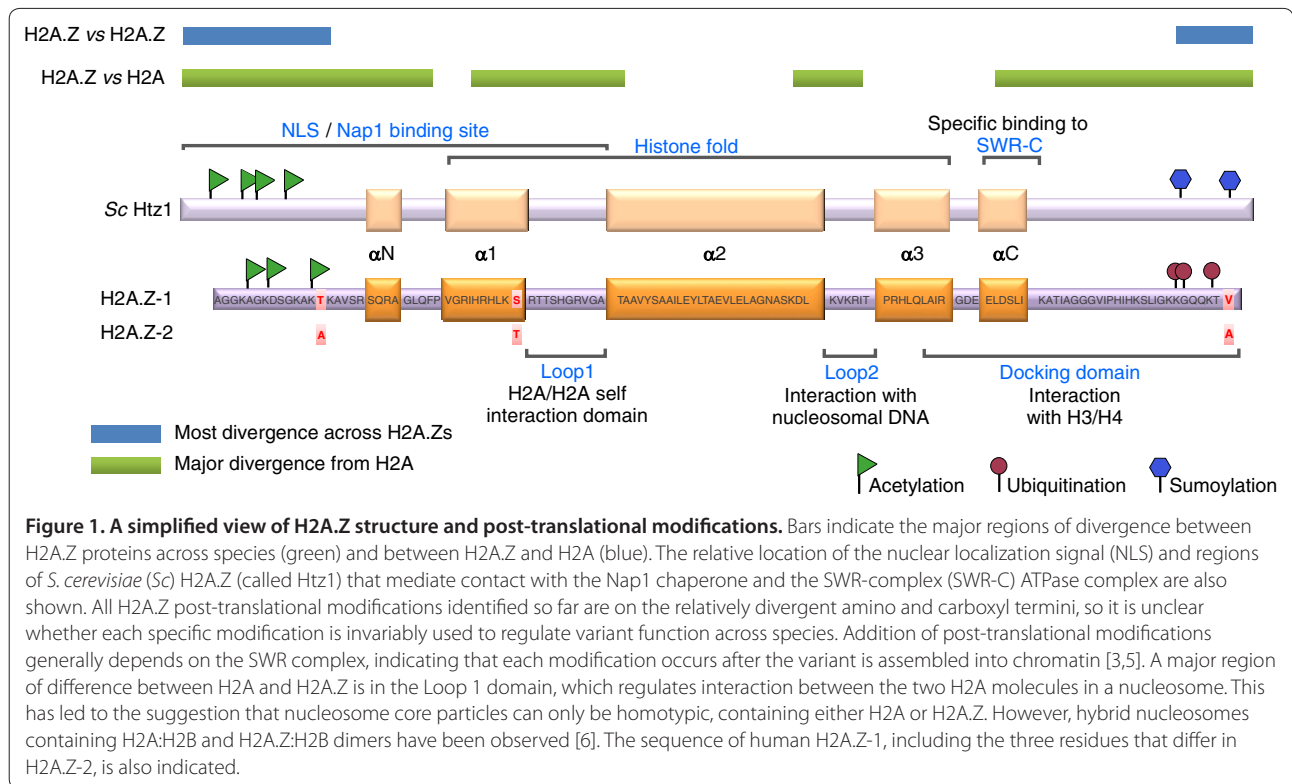 H2A.Z vs H2A.Z
H2A.Z vs H2A
NLS / Nap1 binding site
Histone fold
Specific binding to
SWR-C
Sc Htz1
αN α1 α2 α3 αC
H2A.Z-1
AGGKAGKDSGKAKTKAVSR SQRA GLQFP VGRIHRHLKS RTTSHGRVGA TAAVYSAAILEYLTAEVLELAGNASKDL KVKRIT PRHLQLAIR GDE ELDSLI KATIAGGGVIPHIHKSLIGKKGQQKTV
H2A.Z-2
A T A
Loop1
H2A/H2A self
interaction domain
Loop2
Interaction with
nucleosomal DNA
Docking domain
Interaction
with H3/H4
Most divergence across H2A.Zs
Major divergence from H2A
Acetylation Ubiquitination Sumoylation
Figure 1. A simplified view of H2A.Z structure and post-translational modifications. Bars indicate the major regions of divergence between
H2A.Z proteins across species (green) and between H2A.Z and H2A (blue). The relative location of the nuclear localization signal (NLS) and regions
of S. cerevisiae (Sc) H2A.Z (called Htz1) that mediate contact with the Nap1 chaperone and the SWR-complex (SWR-C) ATPase complex are also
shown. All H2A.Z post-translational modifications identified so far are on the relatively divergent amino and carboxyl termini, so it is unclear
whether each specific modification is invariably used to regulate variant function across species. Addition of post-translational modifications
generally depends on the SWR complex, indicating that each modification occurs after the variant is assembled into chromatin [3,5]. A major region
of difference between H2A and H2A.Z is in the Loop 1 domain, which regulates interaction between the two H2A molecules in a nucleosome. This
has led to the suggestion that nucleosome core particles can only be homotypic, containing either H2A or H2A.Z. However, hybrid nucleosomes
containing H2A:H2B and H2A.Z:H2B dimers have been observed [6]. The sequence of human H2A.Z-1, including the three residues that differ in
H2A.Z-2, is also indicated.